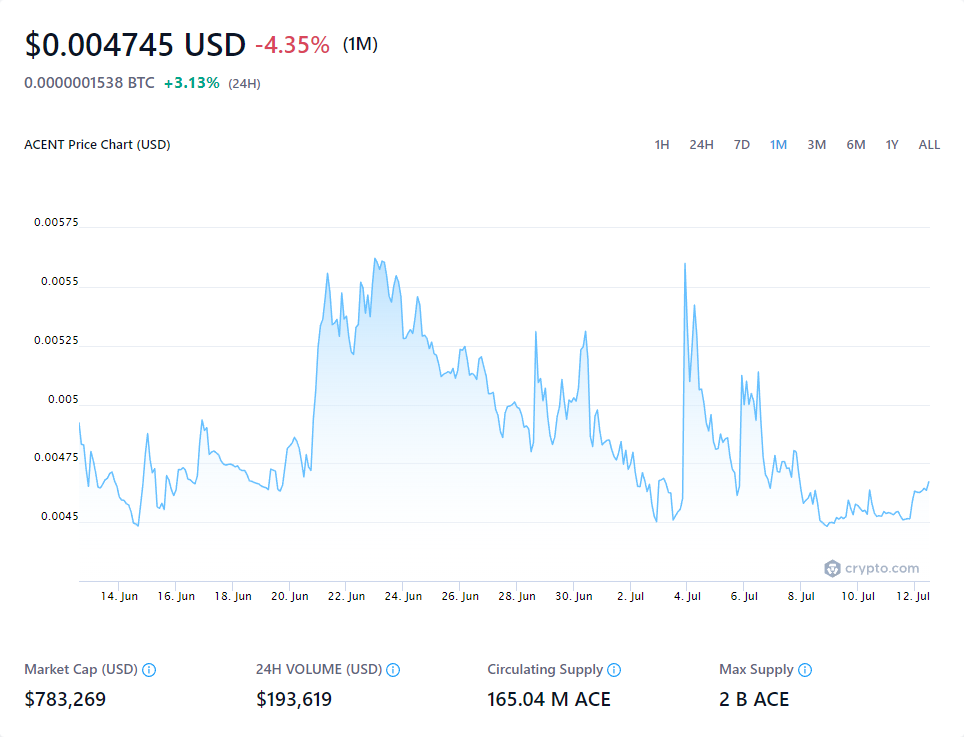 $0.004745 USD -4.35% (1M)
0.0000001538 BTC +3.13% (24H)
ACENT Price Chart (USD) 1H 24H 7D 1M 3M 6M 1Y ALL
0.00575
0.0055
0.00525
0.005
0.00475
0.0045
crypto.com
14. Jun 16. Jun 18. Jun 20. Jun 22. Jun 24. Jun 26. Jun 28. Jun 30. Jun 2. Jul 4. Jul 6. Jul 8. Jul 10. Jul 12. Jul
Market Cap (USD) 24H VOLUME (USD) Circulating Supply Max Supply
$783,269 $193,619 165.04 M ACE 2 B ACE